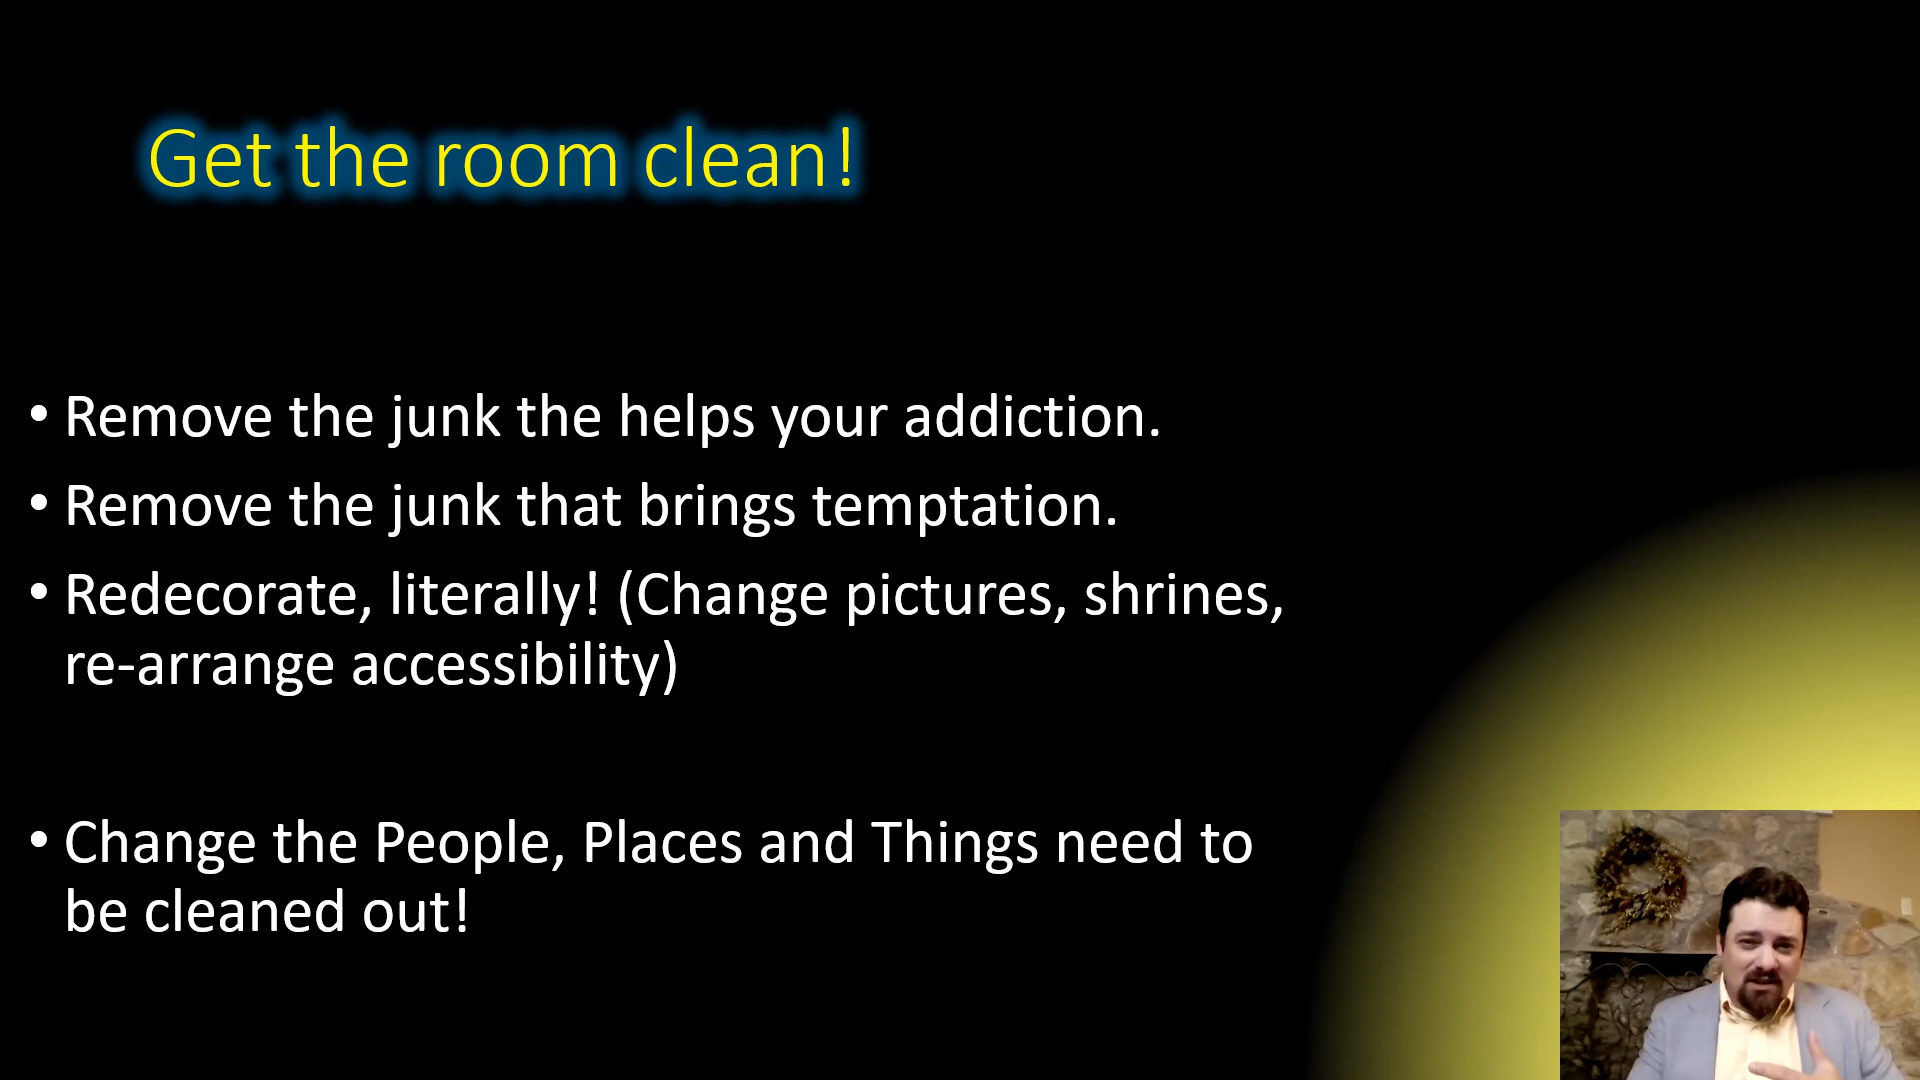 Get the room clean!
• Remove the junk the helps your addiction.
• Remove the junk that brings temptation.
• Redecorate, literally! (Change pictures, shrines,
re-arrange accessibility)
• Change the People, Places and Things need to
be cleaned out!